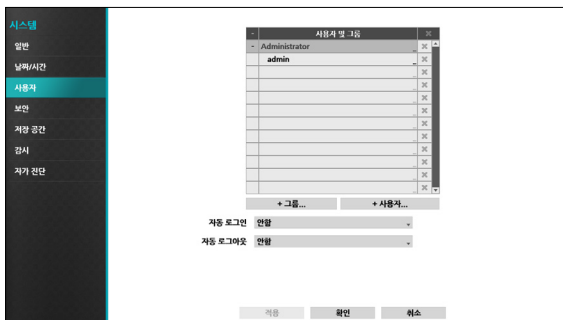 시스템
일반
날짜/시간
사용자
보안
저장 공간
감시
자가 진단
- 사용자 및 그룹
- Administrator
admin
+ 그룹... + 사용자...
자동 로그인 안함
자동 로그아웃 안함
적용 확인 취소